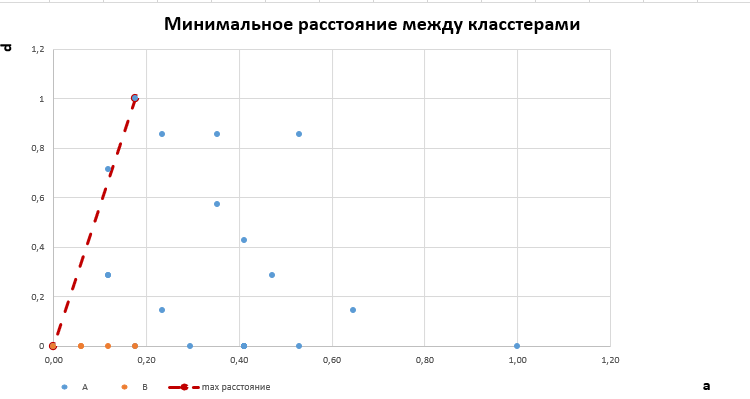 Минимальное расстояние между класстерами
d
1,2
1
0,8
0,6
0,4
0,2
0
0,00 0,20 0,40 0,60 0,80 1,00 1,20
a
A B max расстояние